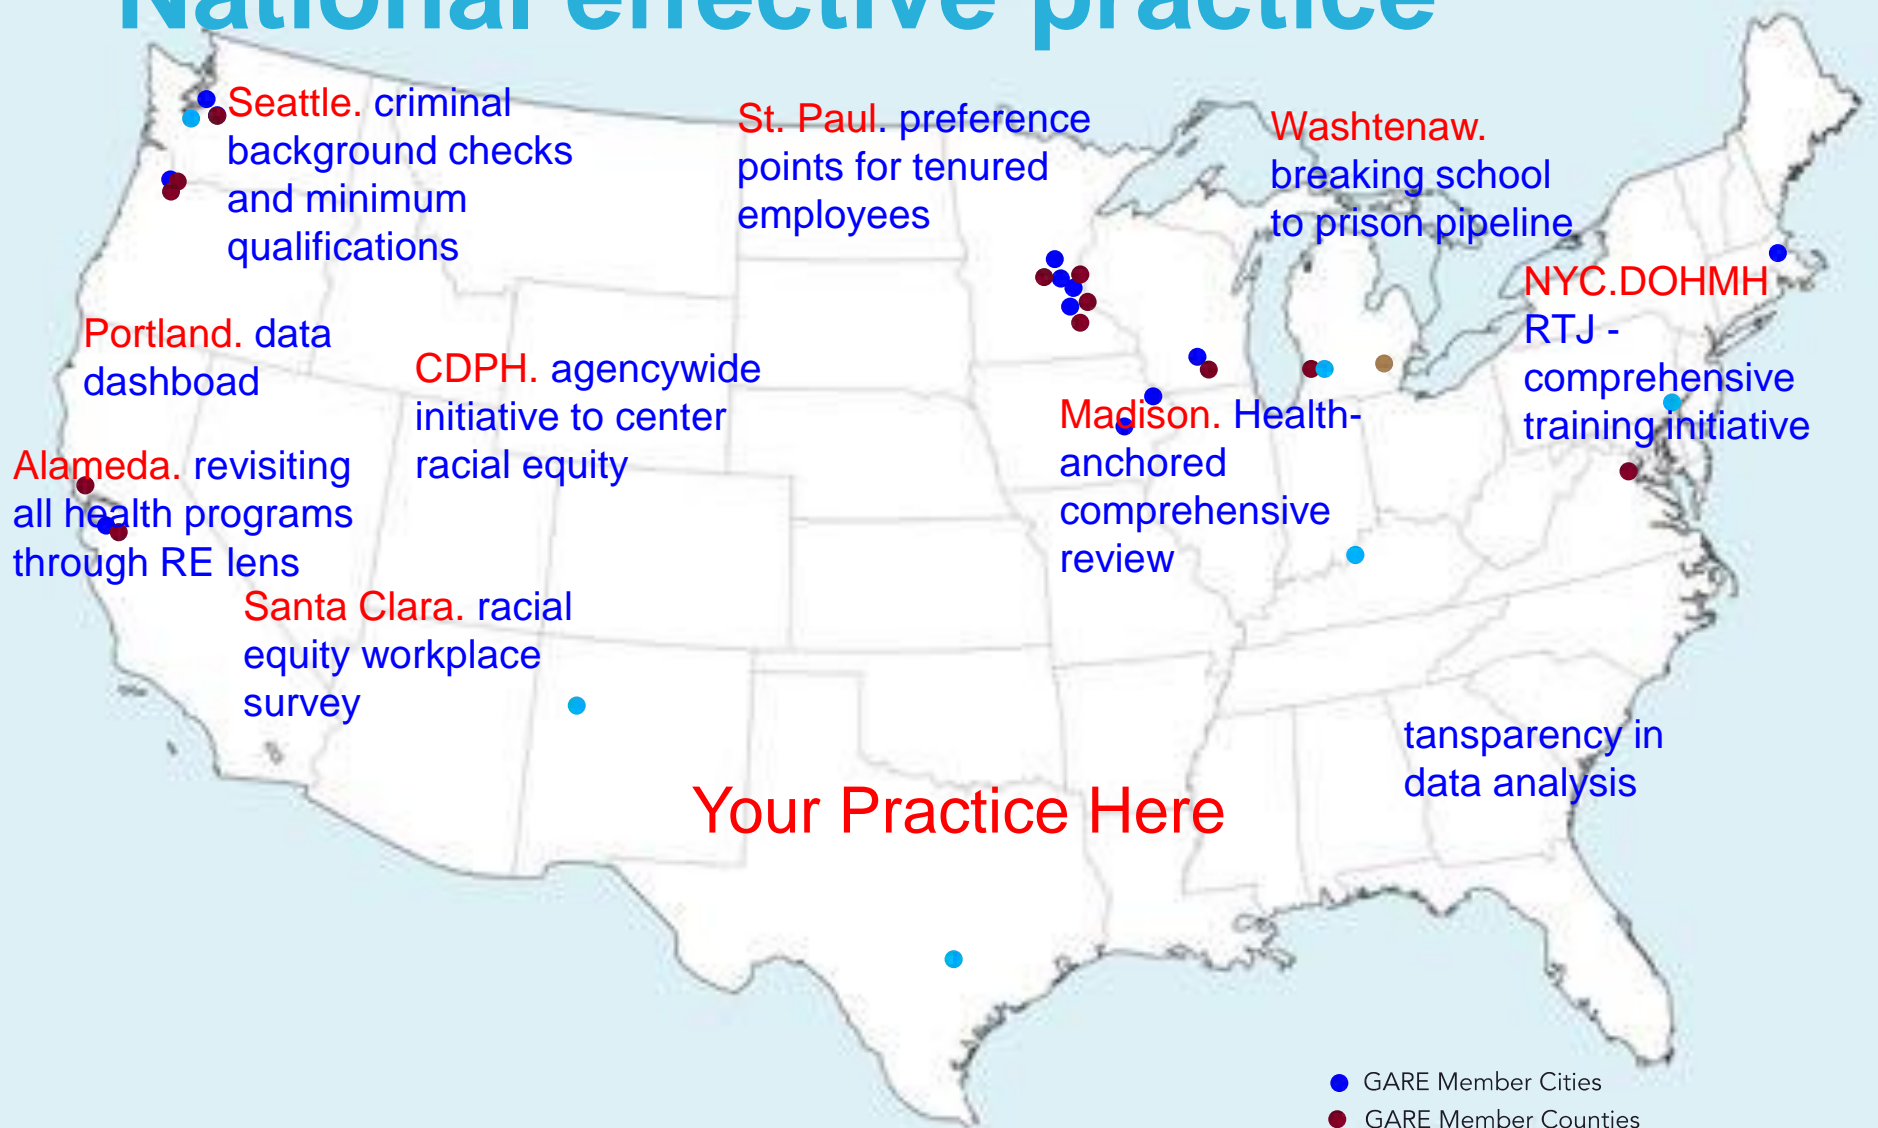 National effective practice
Seattle. criminal
background checks
and minimum
qualifications
St. Paul. preference
points for tenured
employees
Washtenaw.
breaking school
to prison pipeline
NYC.DOHMH
RTJ -
comprehensive
training initiative
Portland. data
dashboad
CDPH. agencywide
initiative to center
racial equity
Madison. Health-
anchored
comprehensive
review
Alameda. revisiting
all health programs
through RE lens
Santa Clara. racial
equity workplace
survey
tansparency in
data analysis
Your Practice Here
GARE Member Cities
GARE Member Counties